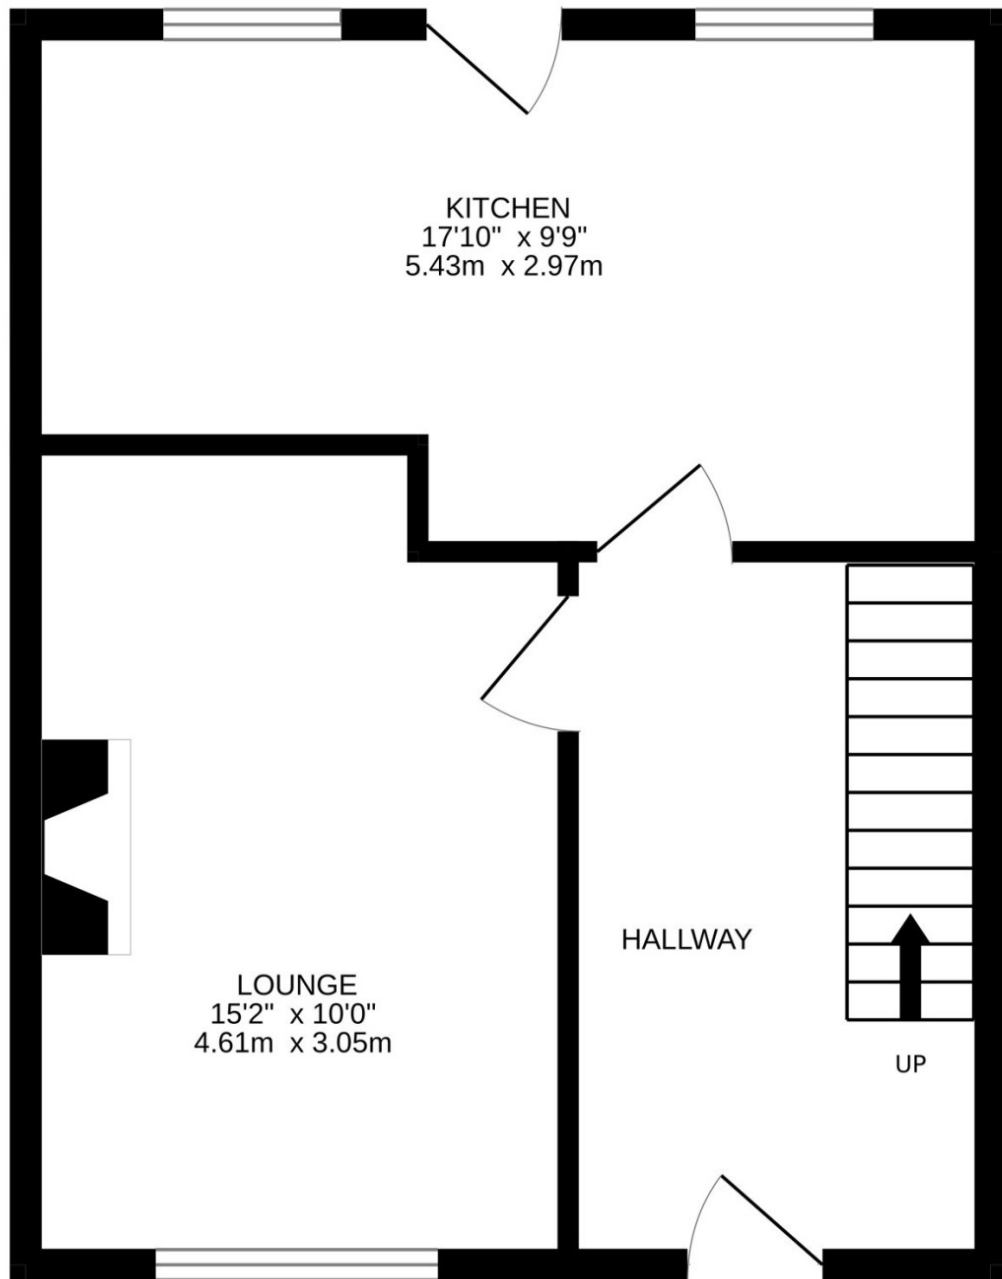 KITCHEN
17'10"  x 9'9"
5.43m  x 2.97m
LOUNGE
15'2"  x 10'0"
4.61m  x 3.05m
HALLWAY
UP